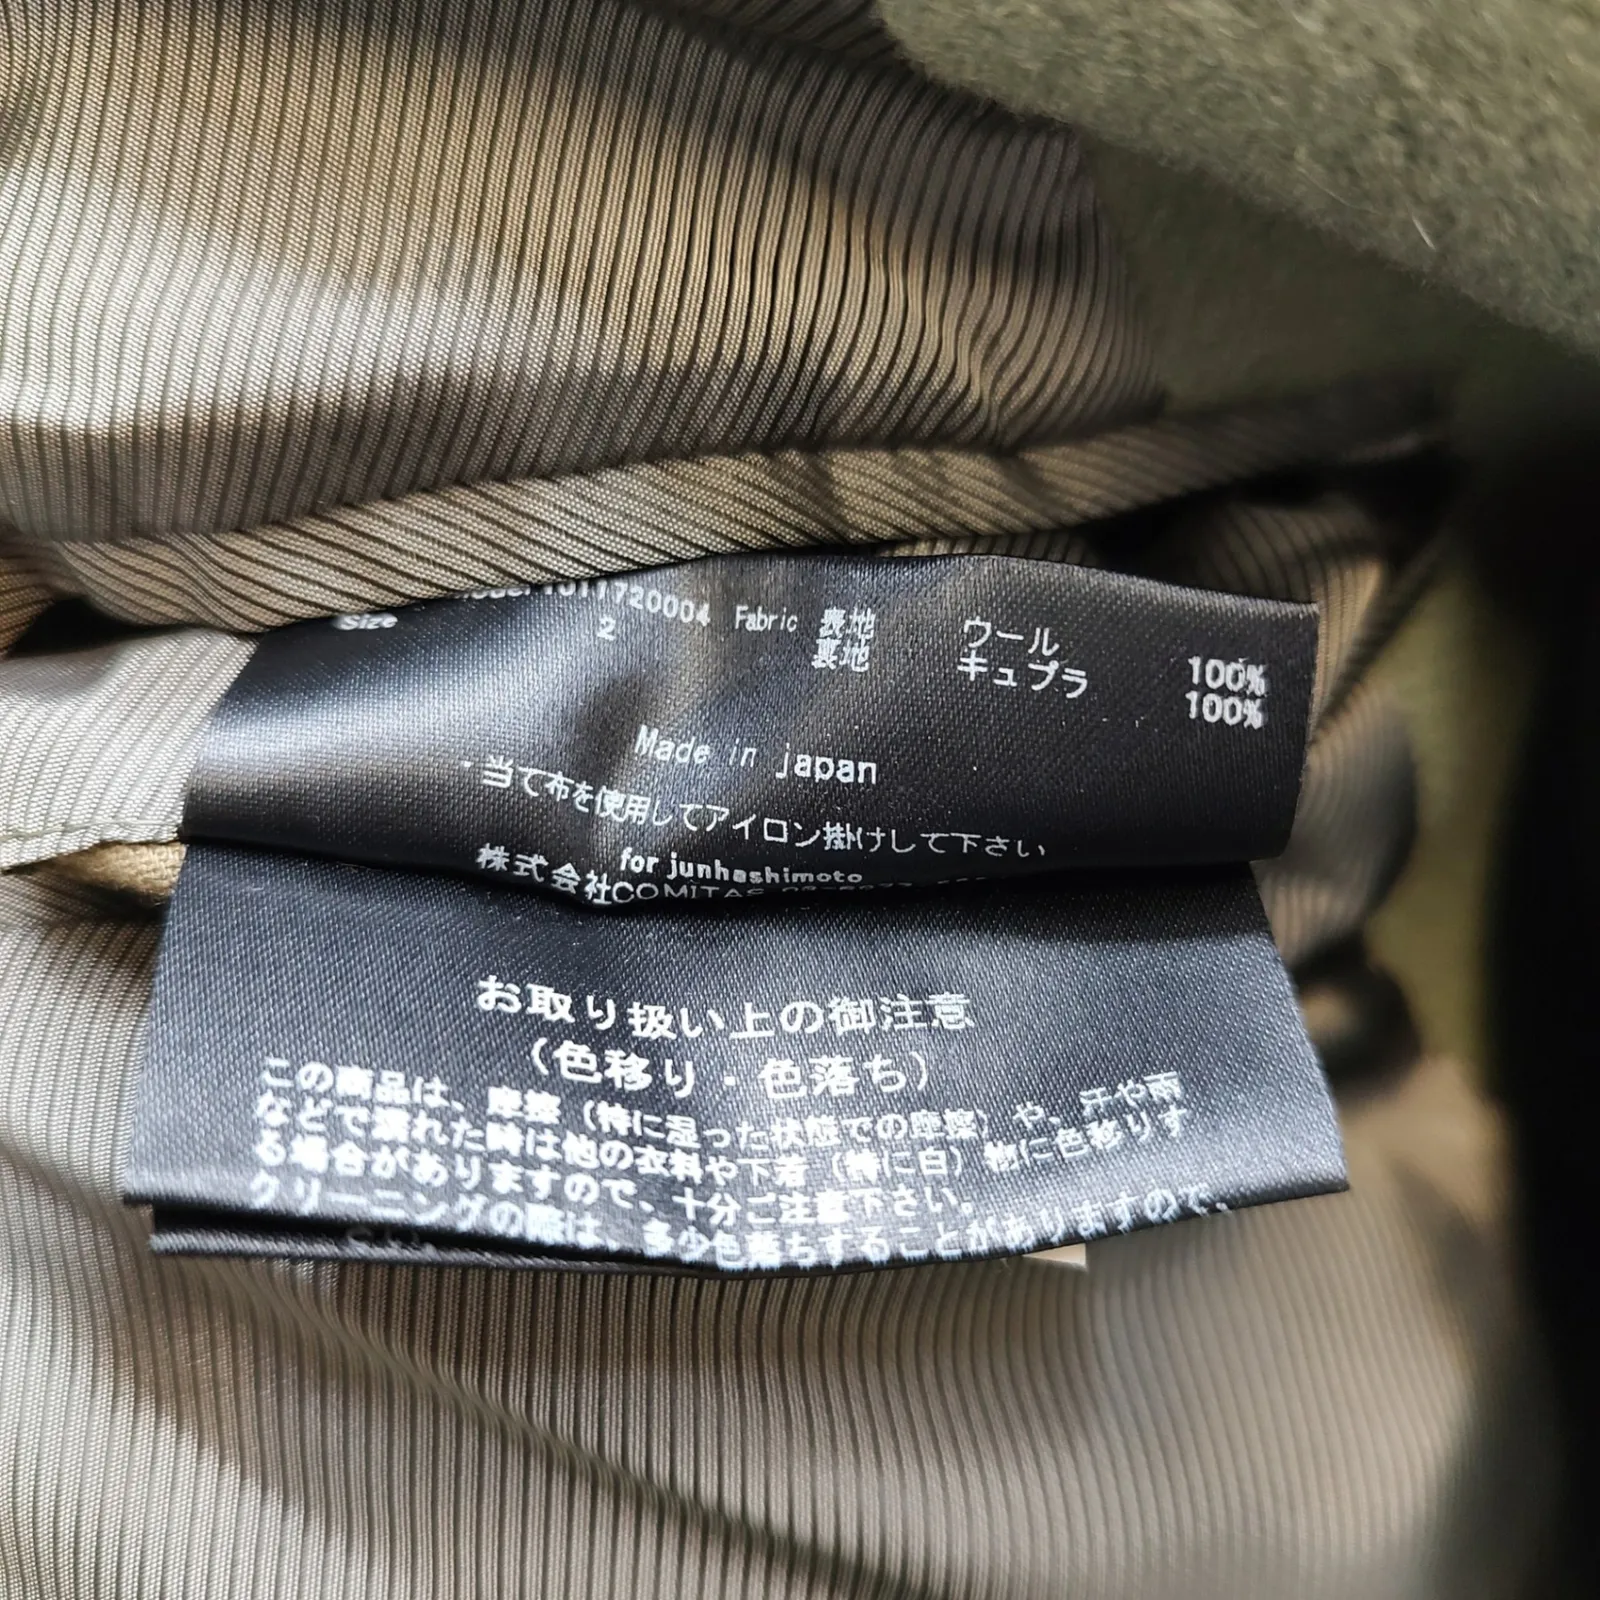 1011720004 Fabric 表地 ウール 100%
Size 2 裏地 キュプラ 100%
Made in japan
・当て布を使用してアイロン掛けして下さい
for junhashimoto
株式会社COMITAS
お取り扱い上の御注意
(色移り・色落ち)
この商品は、摩擦(特に湿った状態での摩擦)や、汗や雨
などで濡れた時は他の衣料や下着(特に白)物に色移りす
る場合がありますので、十分ご注意下さい。
クリーニングの際は、多少色落ちすることがありますので、